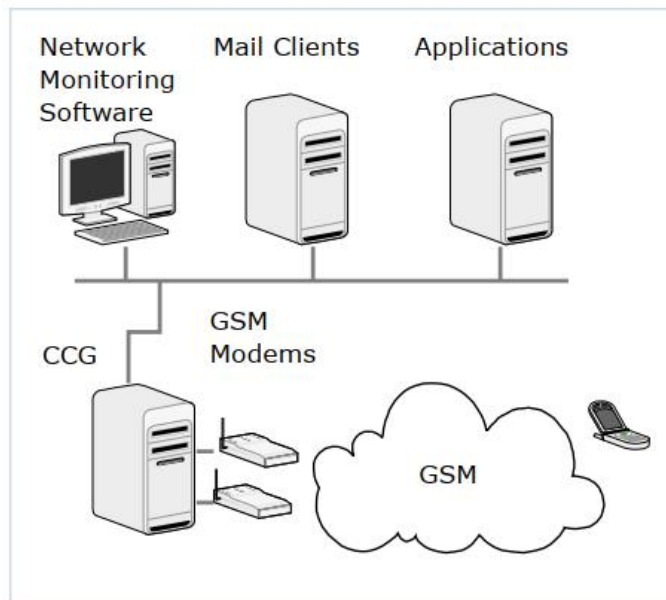 Network
Monitoring
Software
Mail Clients
Applications
CCG
GSM
Modems
GSM